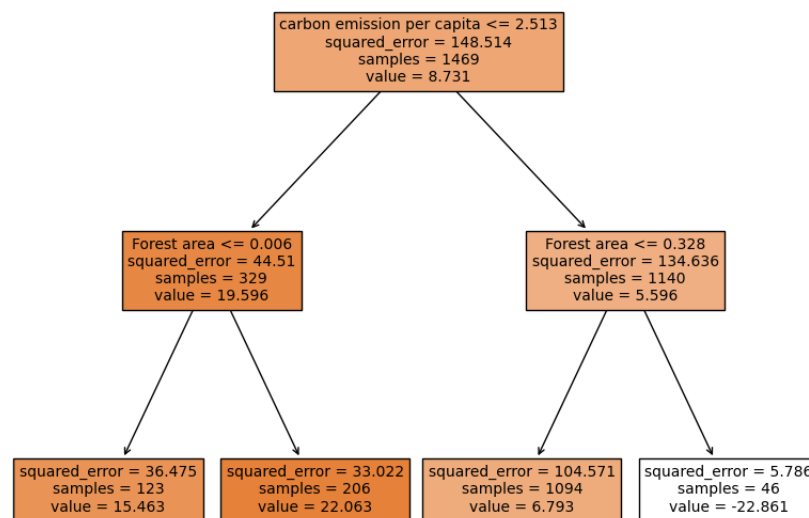 carbon emission per capita <= 2.513
squared_error = 148.514
samples = 1469
value = 8.731
Forest area <= 0.006
squared_error = 44.51
samples = 329
value = 19.596
Forest area <= 0.328
squared_error = 134.636
samples = 1140
value = 5.596
squared_error = 36.475
samples = 123
value = 15.463
squared_error = 33.022
samples = 206
value = 22.063
squared_error = 104.571
samples = 1094
value = 6.793
squared_error = 5.786
samples = 46
value = -22.861